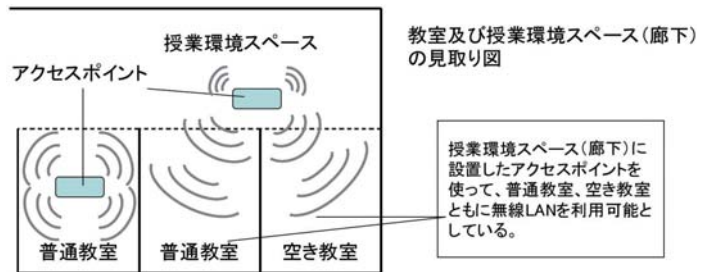 授業環境スペース
教室及び授業環境スペース（廊下）
の見取り図
アクセスポイント
授業環境スペース（廊下）に
設置したアクセスポイントを
使って、普通教室、空き教室
ともに無線LANを利用可能と
している。
普通教室
普通教室
空き教室